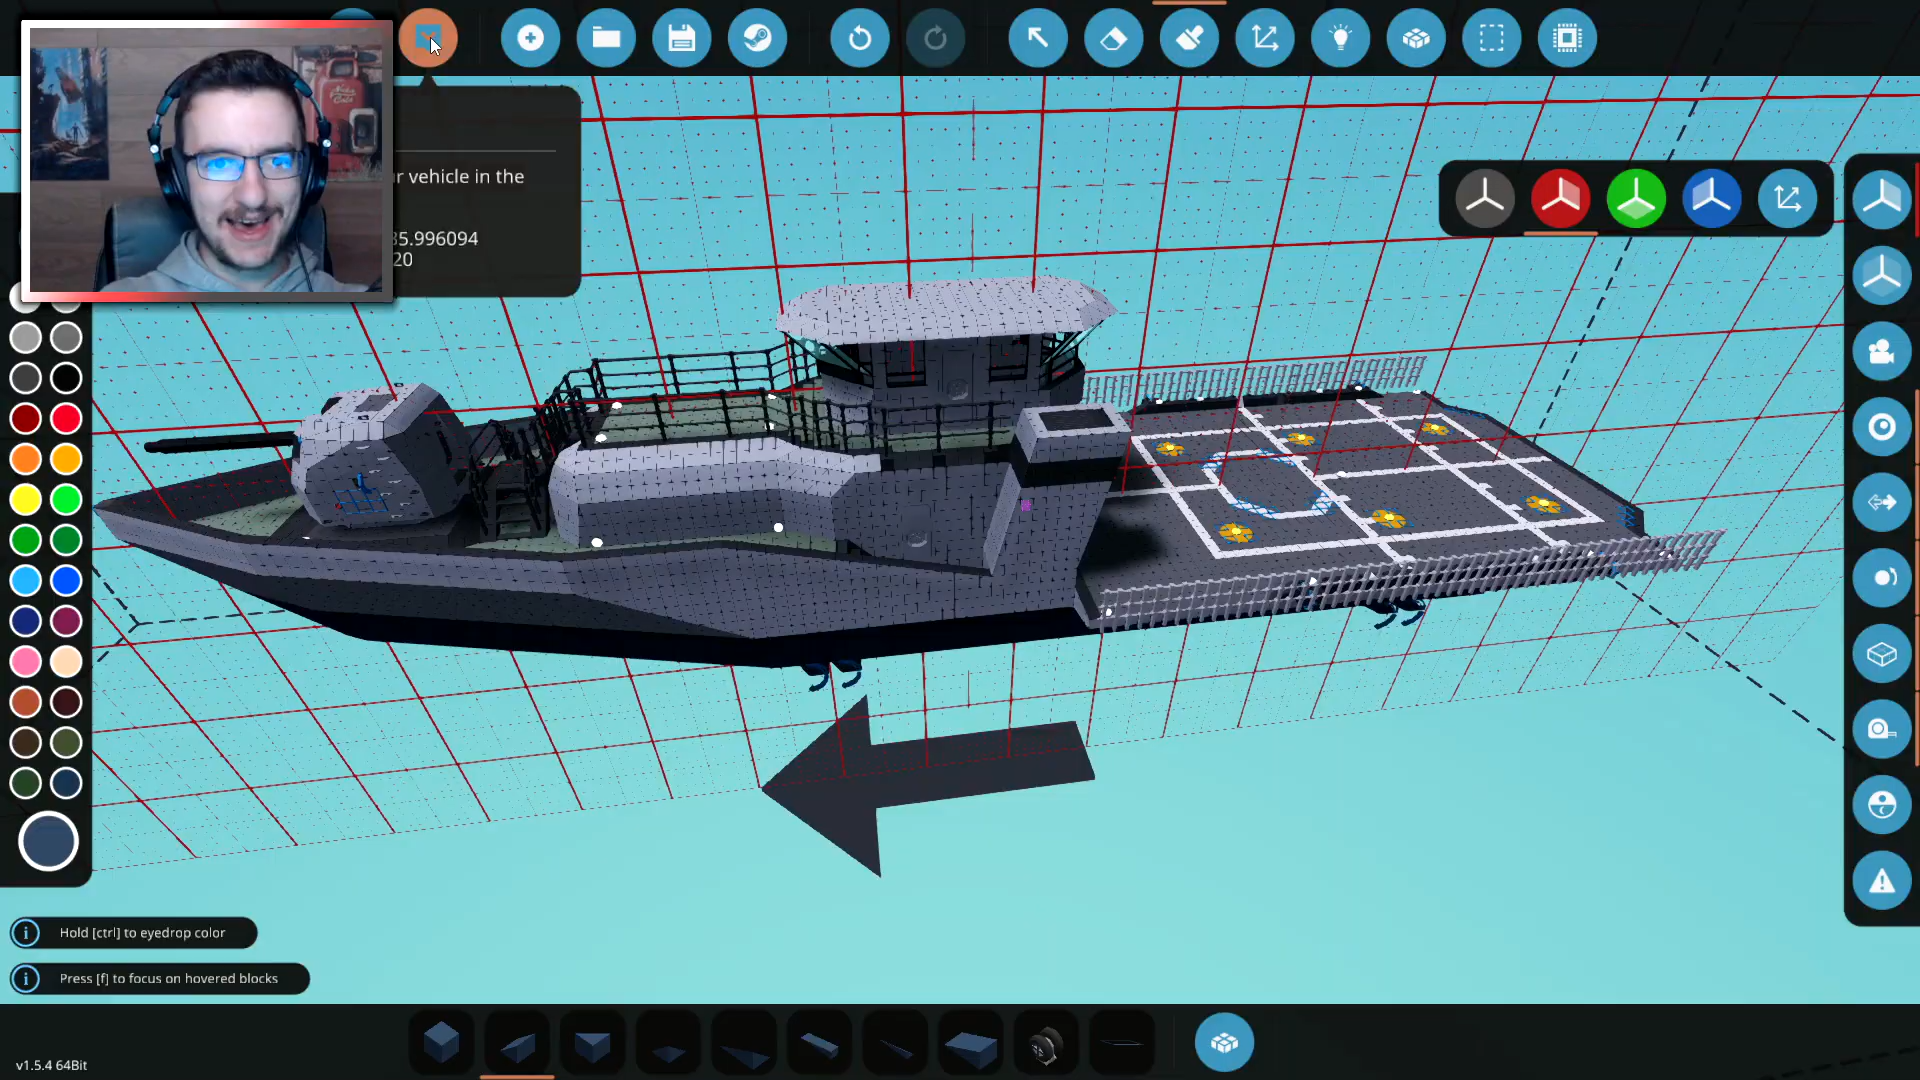 r vehicle in the
35.996094
20
Hold [ctrl] to eyedrop color
Press [f] to focus on hovered blocks
v1.5.4 64Bit